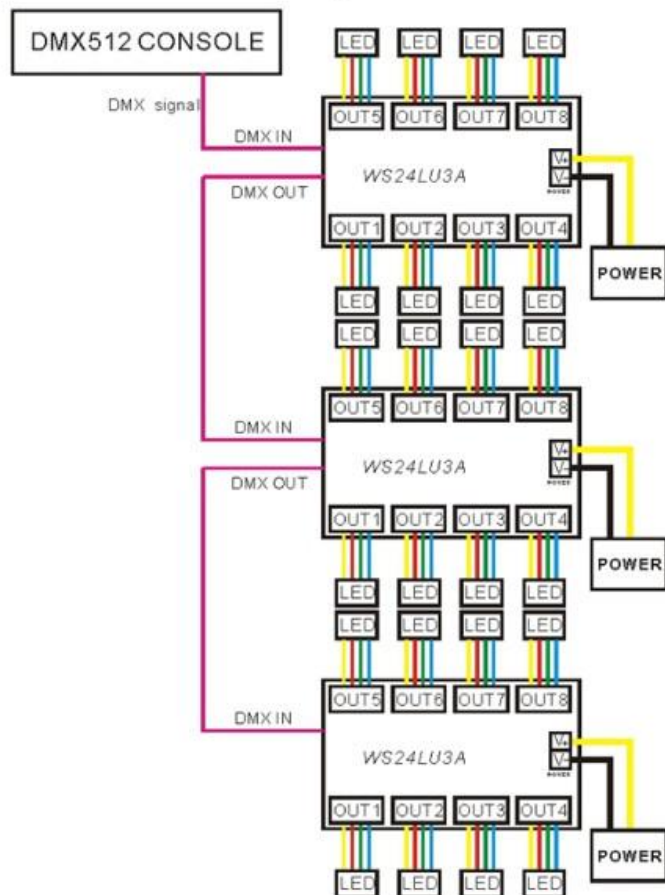 DMX512 CONSOLE
LED LED LED LED
DMX signal
OUT5 OUT6 OUT7 OUT8
DMX IN
WS24LU3A
V+
V-
POWER
DMX OUT
OUT1 OUT2 OUT3 OUT4
POWER
LED LED LED LED
LED LED LED LED
OUT5 OUT6 OUT7 OUT8
DMX IN
WS24LU3A
V+
V-
POWER
DMX OUT
OUT1 OUT2 OUT3 OUT4
POWER
LED LED LED LED
LED LED LED LED
OUT5 OUT6 OUT7 OUT8
DMX IN
WS24LU3A
V+
V-
POWER
OUT1 OUT2 OUT3 OUT4
POWER
LED LED LED LED